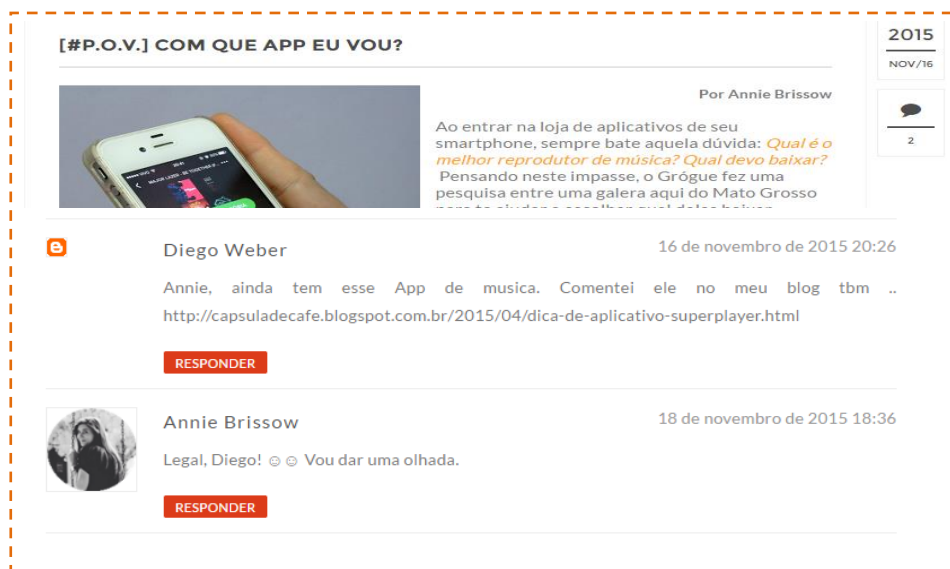 [#P.O.V.] COM QUE APP EU VOU?
2015
NOV/16
2
Por Annie Brissow
Ao entrar na loja de aplicativos de seu
smartphone, sempre bate aquela dúvida: Qual é o
melhor reprodutor de música? Qual devo baixar?
Pensando neste impasse, o Grógue fez uma
pesquisa entre uma galera aqui do Mato Grosso
Diego Weber
16 de novembro de 2015 20:26
Annie, ainda tem esse App de musica. Comentei ele no meu blog tbm ..
http://capsuladecafe.blogspot.com.br/2015/04/dica-de-aplicativo-superplayer.html
RESPONDER
Annie Brissow
18 de novembro de 2015 18:36
Legal, Diego! ☺☺ Vou dar uma olhada.
RESPONDER